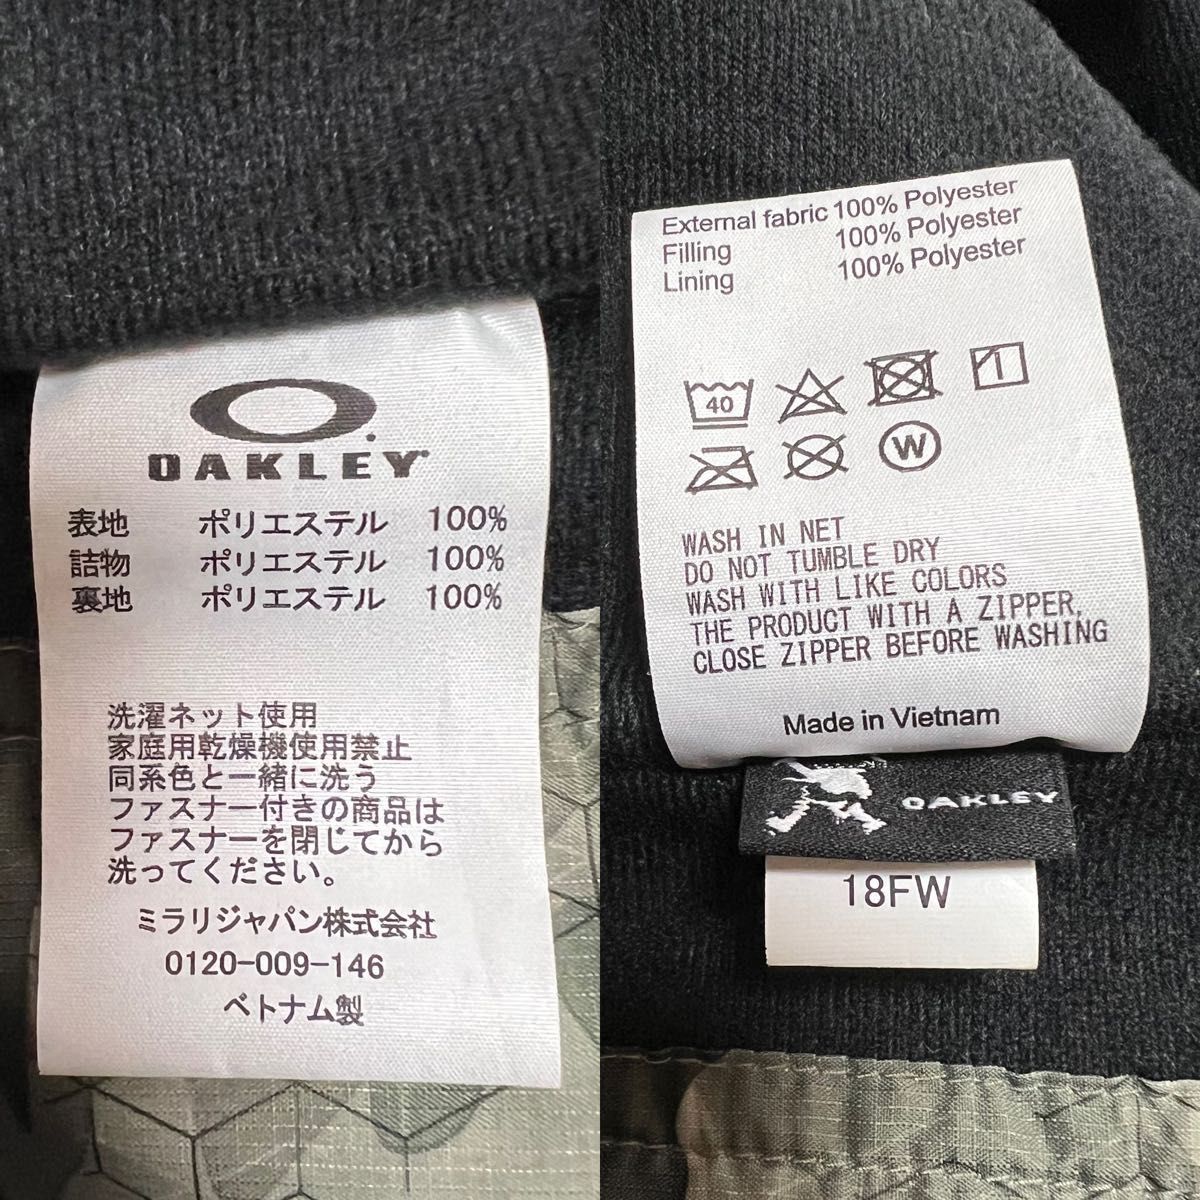 OAKLEY
表地 ポリエステル 100%
詰物 ポリエステル 100%
裏地 ポリエステル 100%
洗濯ネット使用
家庭用乾燥機使用禁止
同系色と一緒に洗う
ファスナー付きの商品は
ファスナーを閉じてから
洗ってください。
ミラリジャパン株式会社
0120-009-146
ベトナム製
External fabric 100% Polyester
Filling 100% Polyester
Lining 100% Polyester
40
W
WASH IN NET
DO NOT TUMBLE DRY
WASH WITH LIKE COLORS
THE PRODUCT WITH A ZIPPER,
CLOSE ZIPPER BEFORE WASHING
Made in Vietnam
OAKLEY
18FW